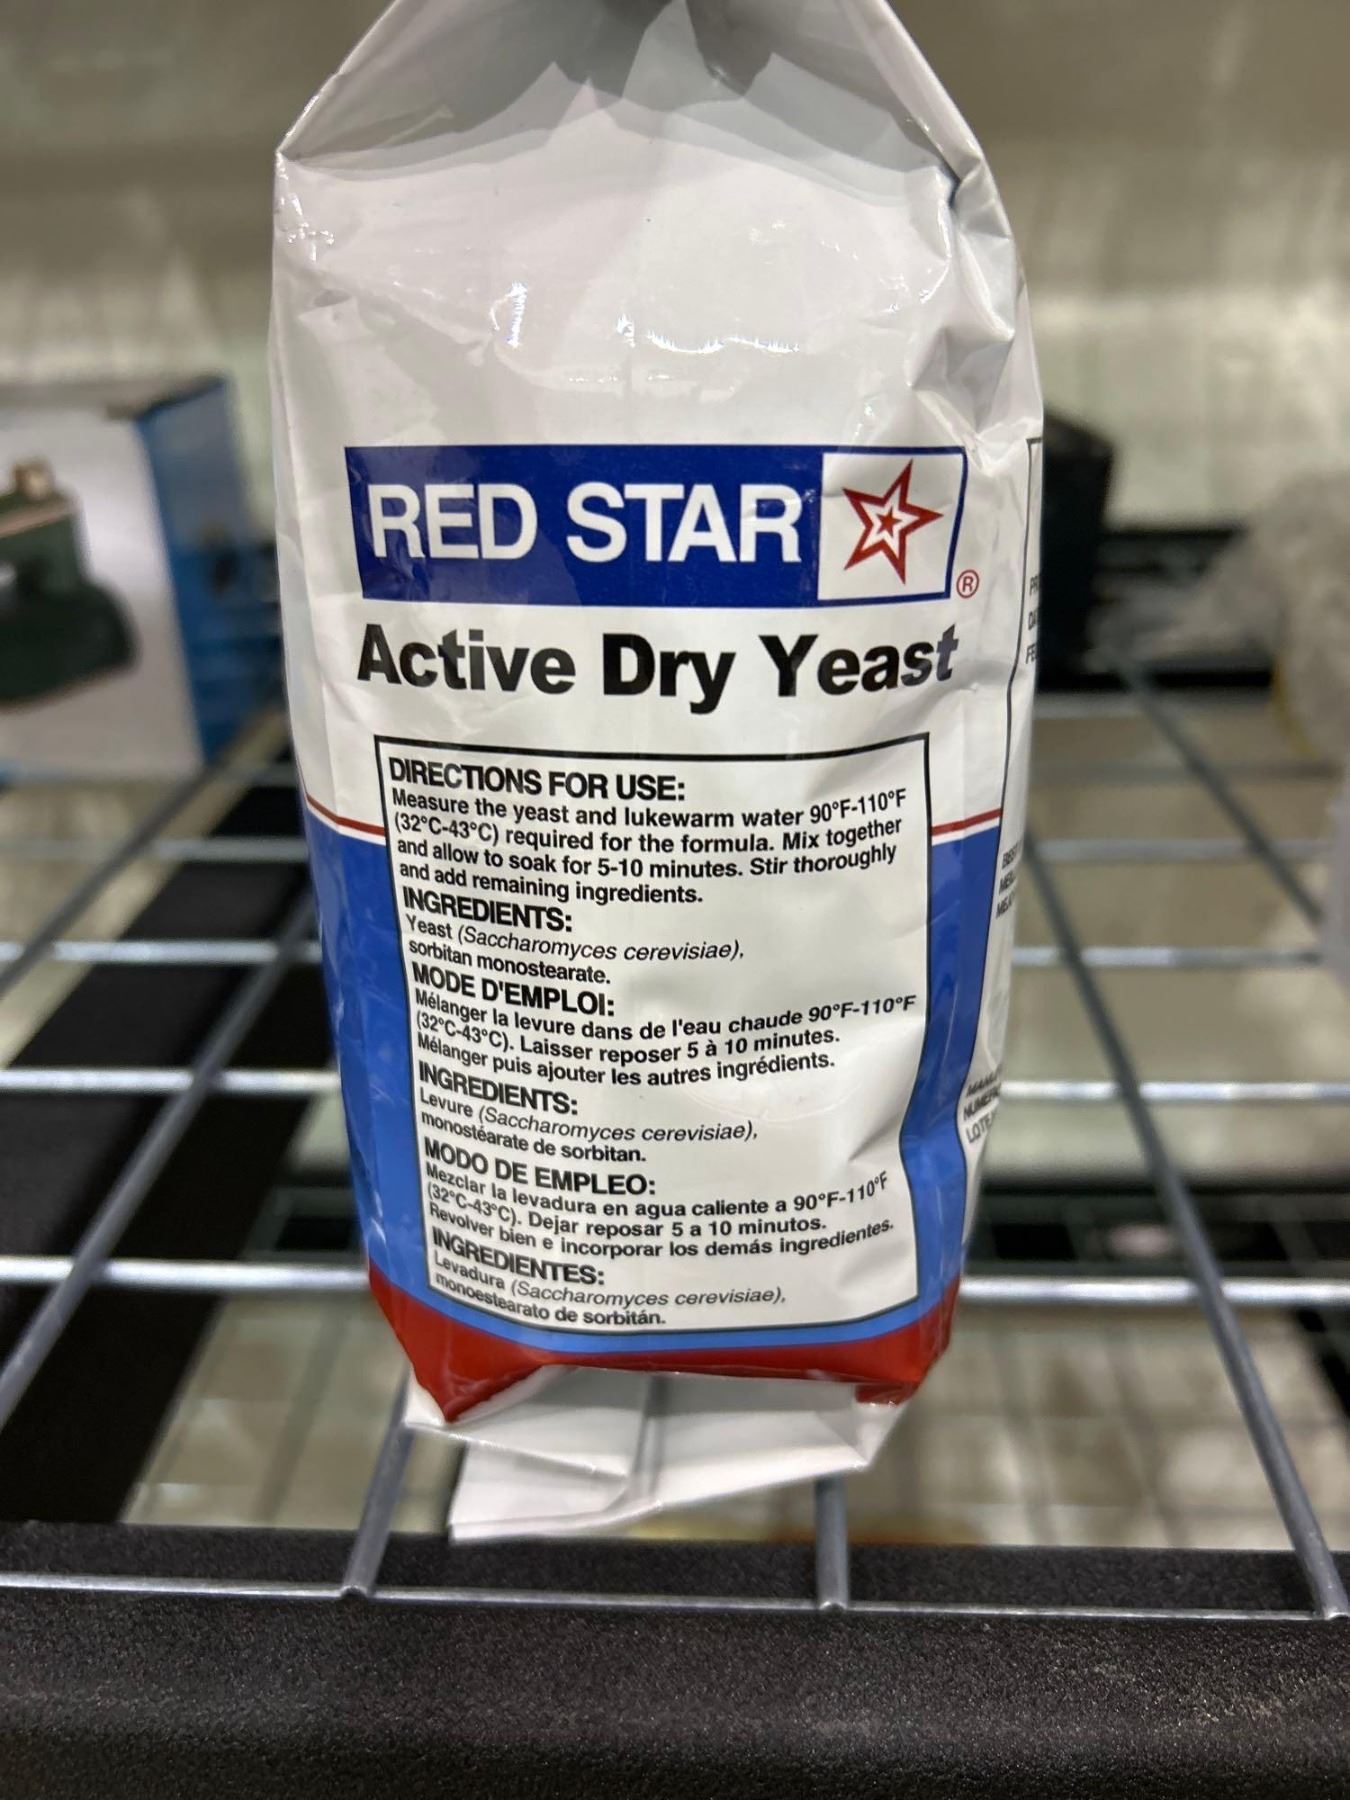 RED STAR
®
Active Dry Yeast
DIRECTIONS FOR USE:
Measure the yeast and lukewarm water 90°F-110°F
(32°C-43°C) required for the formula. Mix together
and allow to soak for 5-10 minutes. Stir thoroughly
and add remaining ingredients.
INGREDIENTS:
Yeast (Saccharomyces cerevisiae),
sorbitan monostearate.
MODE D'EMPLOI:
Mélanger la levure dans de l'eau chaude 90°F-110°F
(32°C-43°C). Laisser reposer 5 à 10 minutes.
Mélanger puis ajouter les autres ingrédients.
INGREDIENTS:
Levure (Saccharomyces cerevisiae),
monostéarate de sorbitan.
MODO DE EMPLEO:
Mezclar la levadura en agua caliente a 90°F-110°F
(32°C-43°C). Dejar reposar 5 a 10 minutos.
Revolver bien e incorporar los demás ingredientes.
INGREDIENTES:
Levadura (Saccharomyces cerevisiae),
monoestearato de sorbitán.